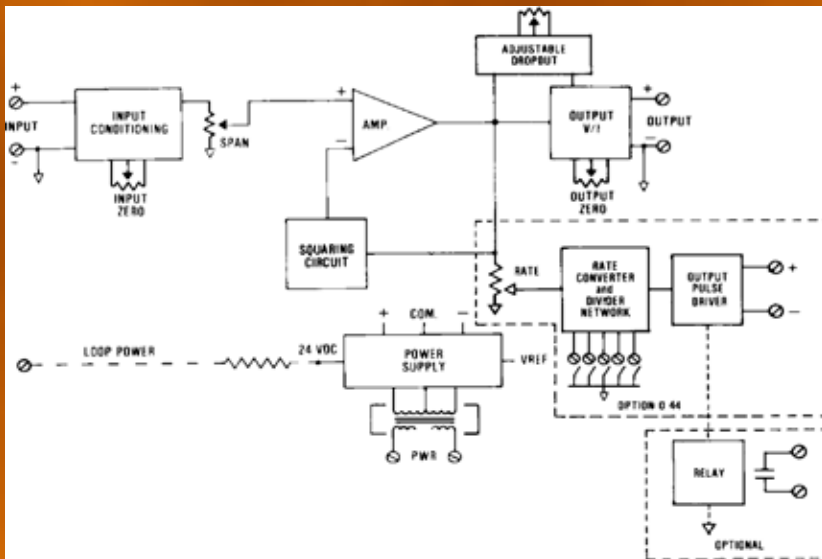 ADJUSTABLE
DROPOUT
+
INPUT
-
INPUT
CONDITIONING
SPAN
INPUT
ZERO
+
-
AMP.
OUTPUT
V/I
+
OUTPUT
-
OUTPUT
ZERO
SQUARING
CIRCUIT
RATE
RATE
CONVERTER
and
DIVIDER
NETWORK
OUTPUT
PULSE
DRIVER
+
-
+ COM. -
LOOP POWER
24 VDC
POWER
SUPPLY
VREF
OPTION D 44
PWR
RELAY
OPTIONAL